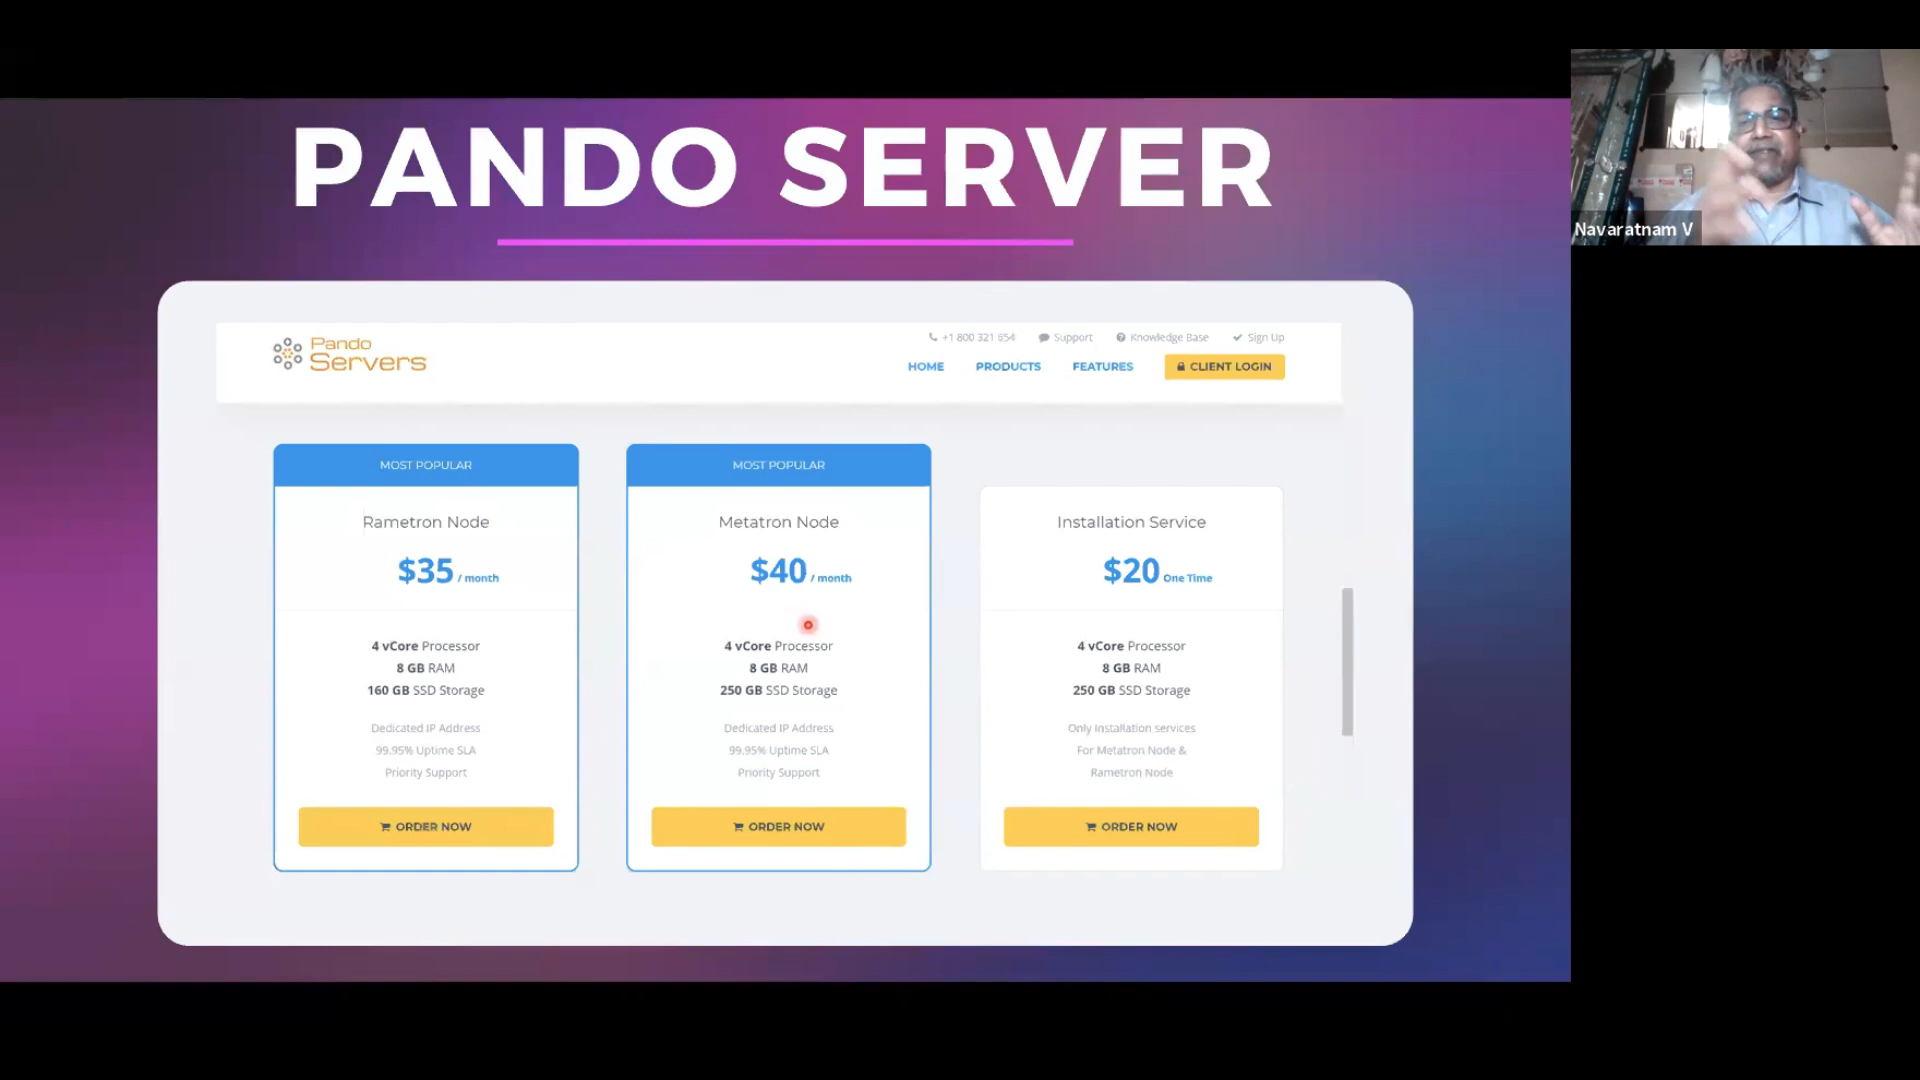 PANDO SERVER
Navaratnam V
Pando
Servers
+1 800 321 654 Support Knowledge Base Sign Up
HOME PRODUCTS FEATURES CLIENT LOGIN
MOST POPULAR
Rametron Node
$35 / month
4 vCore Processor
8 GB RAM
160 GB SSD Storage
Dedicated IP Address
99.95% Uptime SLA
Priority Support
ORDER NOW
MOST POPULAR
Metatron Node
$40 / month
4 vCore Processor
8 GB RAM
250 GB SSD Storage
Dedicated IP Address
99.95% Uptime SLA
Priority Support
ORDER NOW
Installation Service
$20 One Time
4 vCore Processor
8 GB RAM
250 GB SSD Storage
Only Installation services
For Metatron Node &
Rametron Node
ORDER NOW